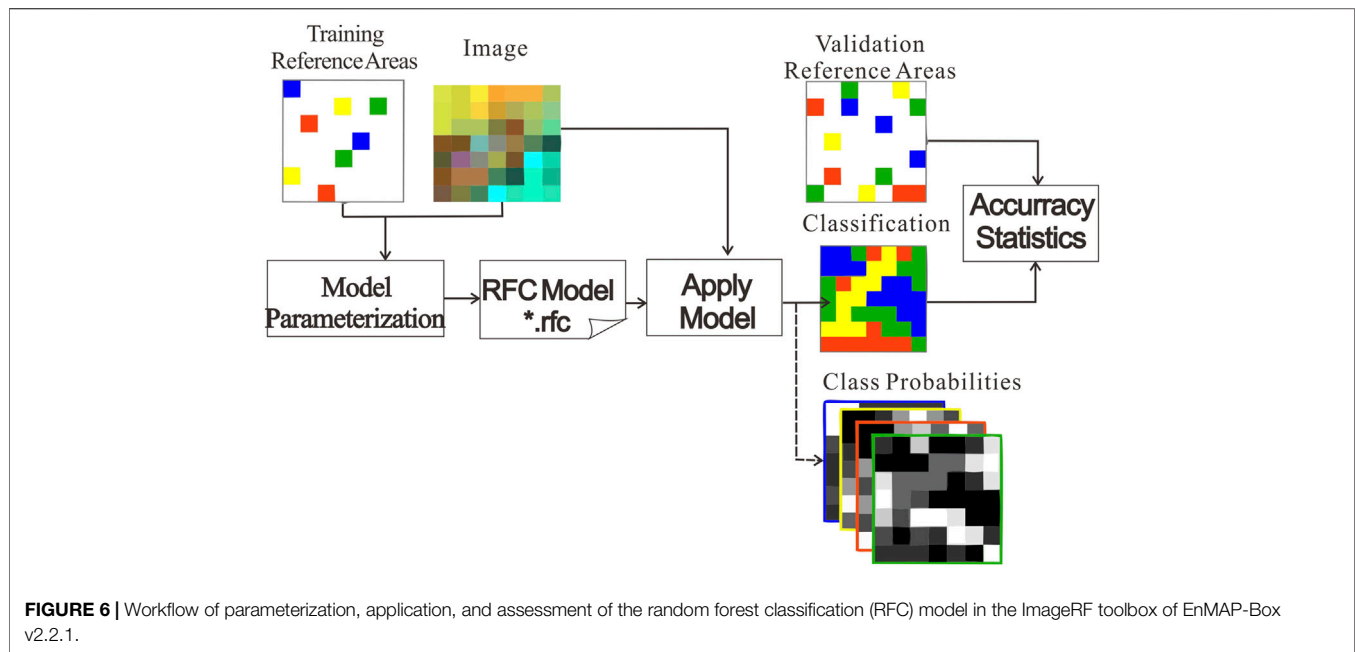 Training
Reference Areas
Image
Validation
Reference Areas
Model
Parameterization
RFC Model
*.rfc
Apply
Model
Classification
Accurracy
Statistics
Class Probabilities
FIGURE 6 | Workflow of parameterization, application, and assessment of the random forest classification (RFC) model in the ImageRF toolbox of EnMAP-Box
v2.2.1.